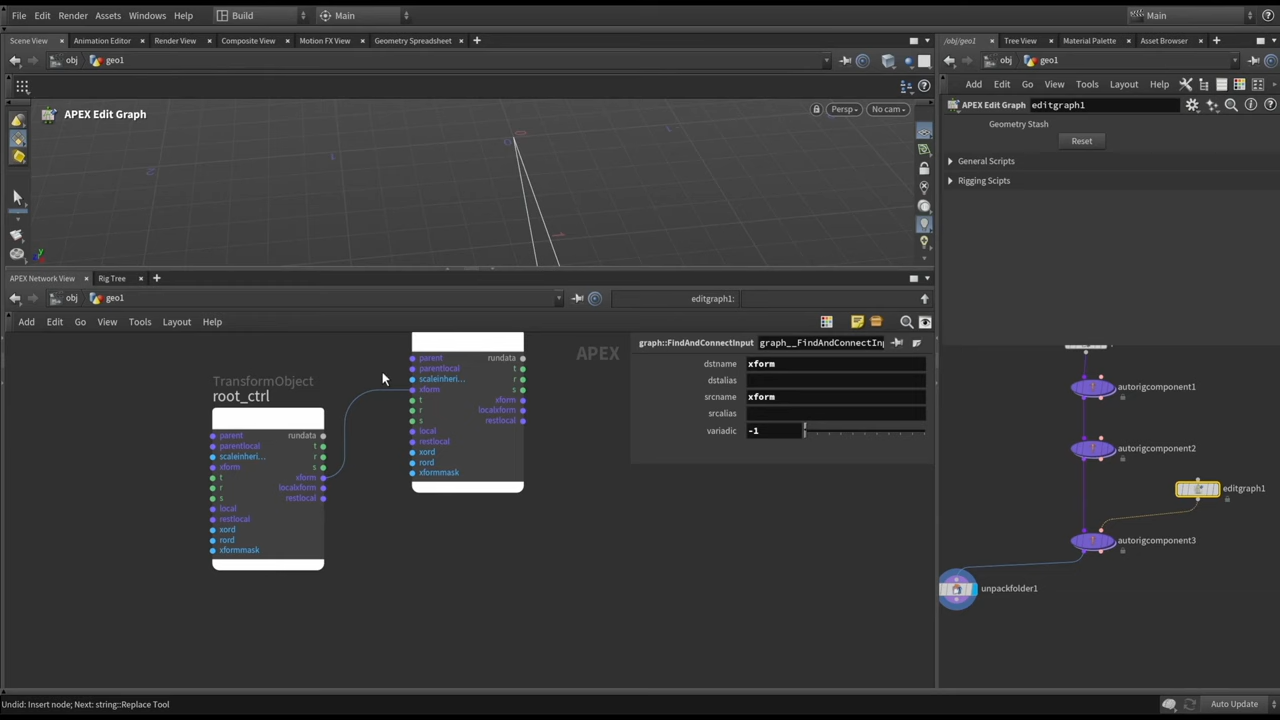 File Edit Render Assets Windows Help Build Main Main
Scene View Animation Editor Render View Composite View Motion FX View Geometry Spreadsheet
/obj/geo1 Tree View Material Palette Asset Browser
obj geo1
obj geo1
Add Edit Go View Tools Layout Help
APEX Edit Graph
Persp No cam
APEX Edit Graph editgraph1
Geometry Stash
Reset
General Scripts
Rigging Scipts
APEX Network View Rig Tree
obj geo1 editgraph1:
Add Edit Go View Tools Layout Help
APEX
TransformObject
root_ctrl
parent rundata
parentlocal t
scaleinheri... r
xform s
t xform
r localxform
s restlocal
local
restlocal
xord
rord
xformmask
parent rundata
parentlocal t
scaleinheri... r
xform s
t xform
r localxform
s restlocal
local
restlocal
xord
rord
xformmask
graph::FindAndConnectInput graph__FindAndConnectIn
dstname xform
dstalias
srcname xform
srcalias
variadic -1
autorigcomponent1
autorigcomponent2
editgraph1
autorigcomponent3
unpackfolder1
Undid: Insert node; Next: string::Replace Tool
Auto Update